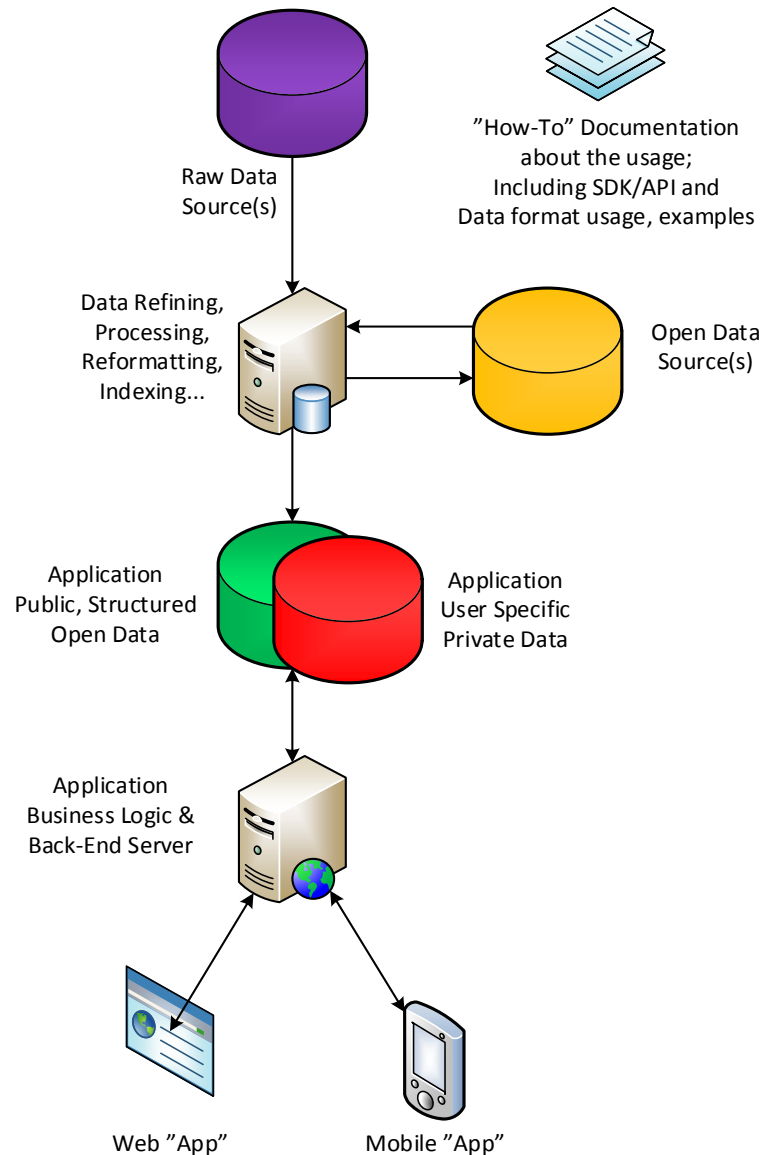 ”How-To” Documentation
about the usage;
Including SDK/API and
Data format usage, examples
Raw Data
Source(s)
Data Refining,
Processing,
Reformatting,
Indexing...
Open Data
Source(s)
Application
Public, Structured
Open Data
Application
User Specific
Private Data
Application
Business Logic &
Back-End Server
Web ”App”
Mobile ”App”